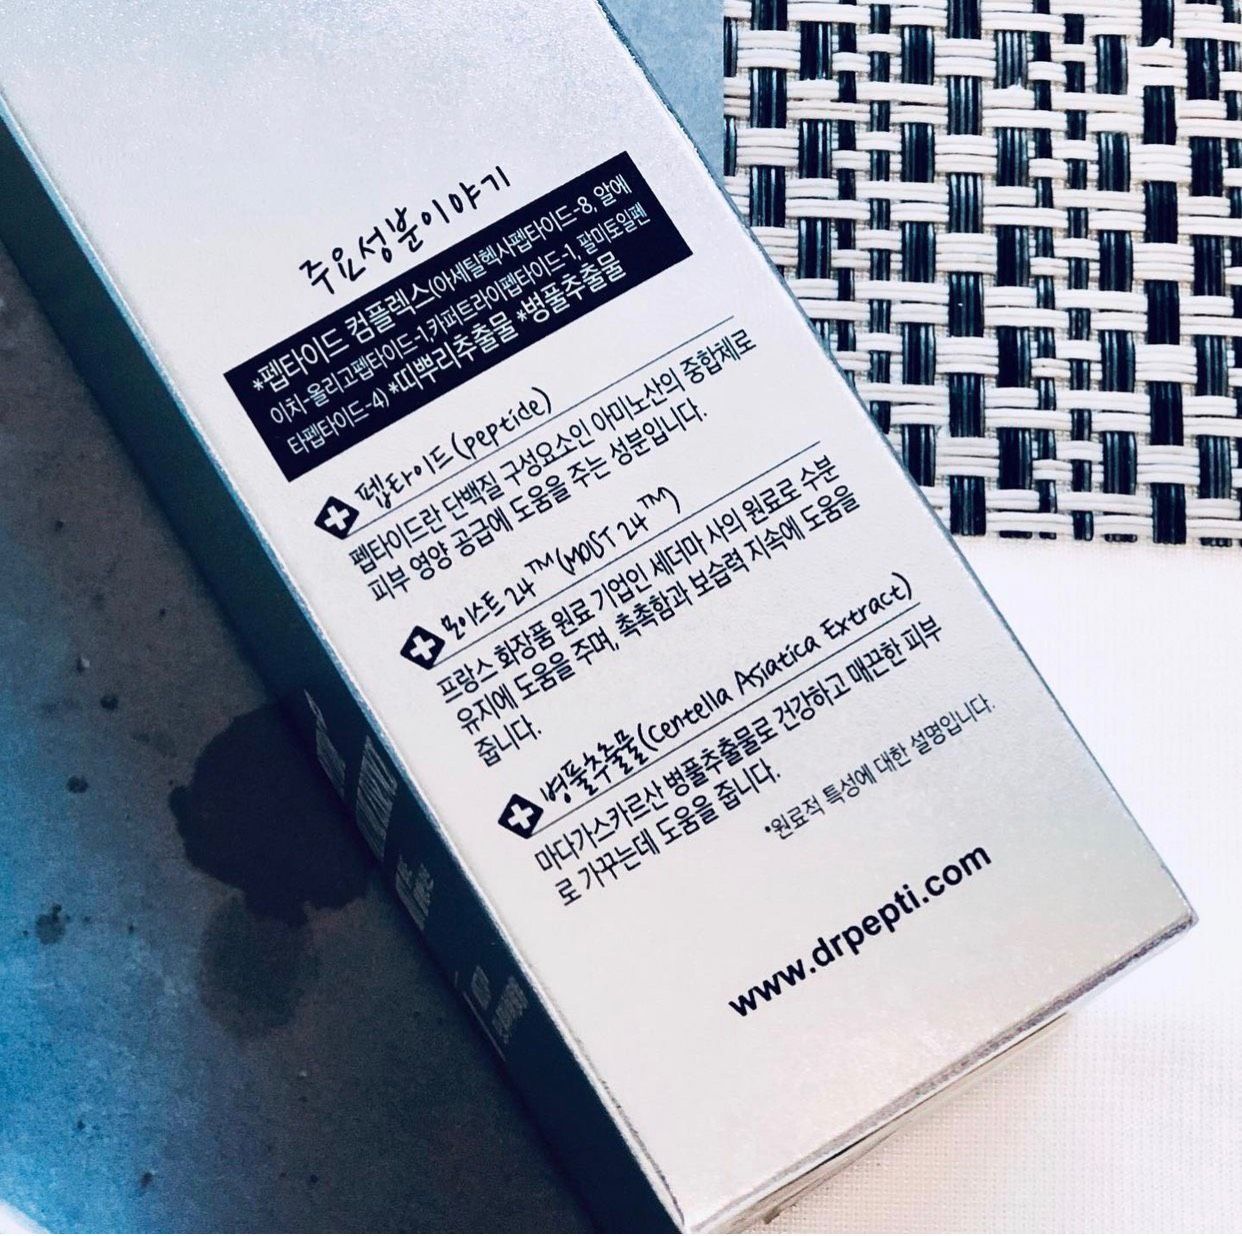 주요성분이야기
*펩타이드 컴플렉스(아세틸헥사펩타이드-8, 알에
이치-올리고펩타이드-1,카퍼트라이펩타이드-1, 팔미토일펜
타펩타이드-4) *띠뿌리추출물 *병풀추출물
펩타이드(peptide)
펩타이드란 단백질 구성요소인 아미노산의 중합체로
피부 영양 공급에 도움을 주는 성분입니다.
모이스트 24™(MOIST 24™)
프랑스 화장품 원료 기업인 세더마 사의 원료로 수분
유지에 도움을 주며, 촉촉함과 보습력 지속에 도움을
줍니다.
병풀추출물(Centella Asiatica Extract)
마다가스카르산 병풀추출물로 건강하고 매끈한 피부
로 가꾸는데 도움을 줍니다.
*원료적 특성에 대한 설명입니다.
www.drpepti.com